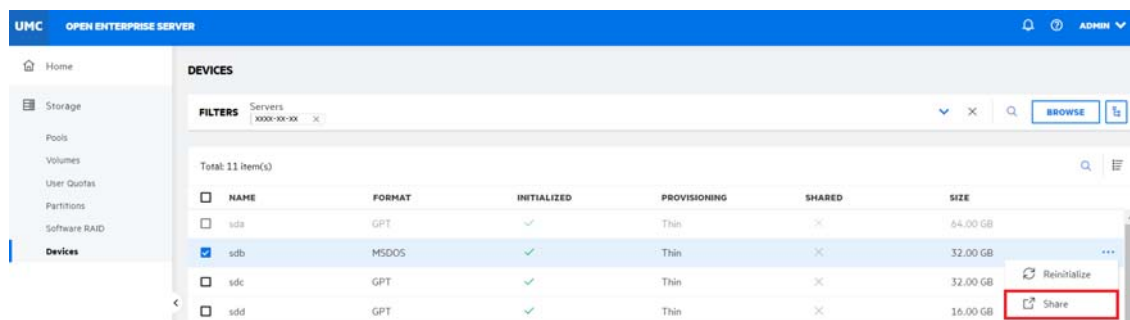 UMC OPEN ENTERPRISE SERVER ADMIN
Home
DEVICES
Storage
FILTERS Servers
xxxx-xx-xx
BROWSE
Pools
Volumes
User Quotas
Partitions
Software RAID
Devices
Total: 11 item(s)
NAME FORMAT INITIALIZED PROVISIONING SHARED SIZE
sda GPT Thin 64.00 GB
sdb MSDOS Thin 32.00 GB
sdc GPT Thin 32.00 GB
sdd GPT Thin 16.00 GB
Reinitialize
Share